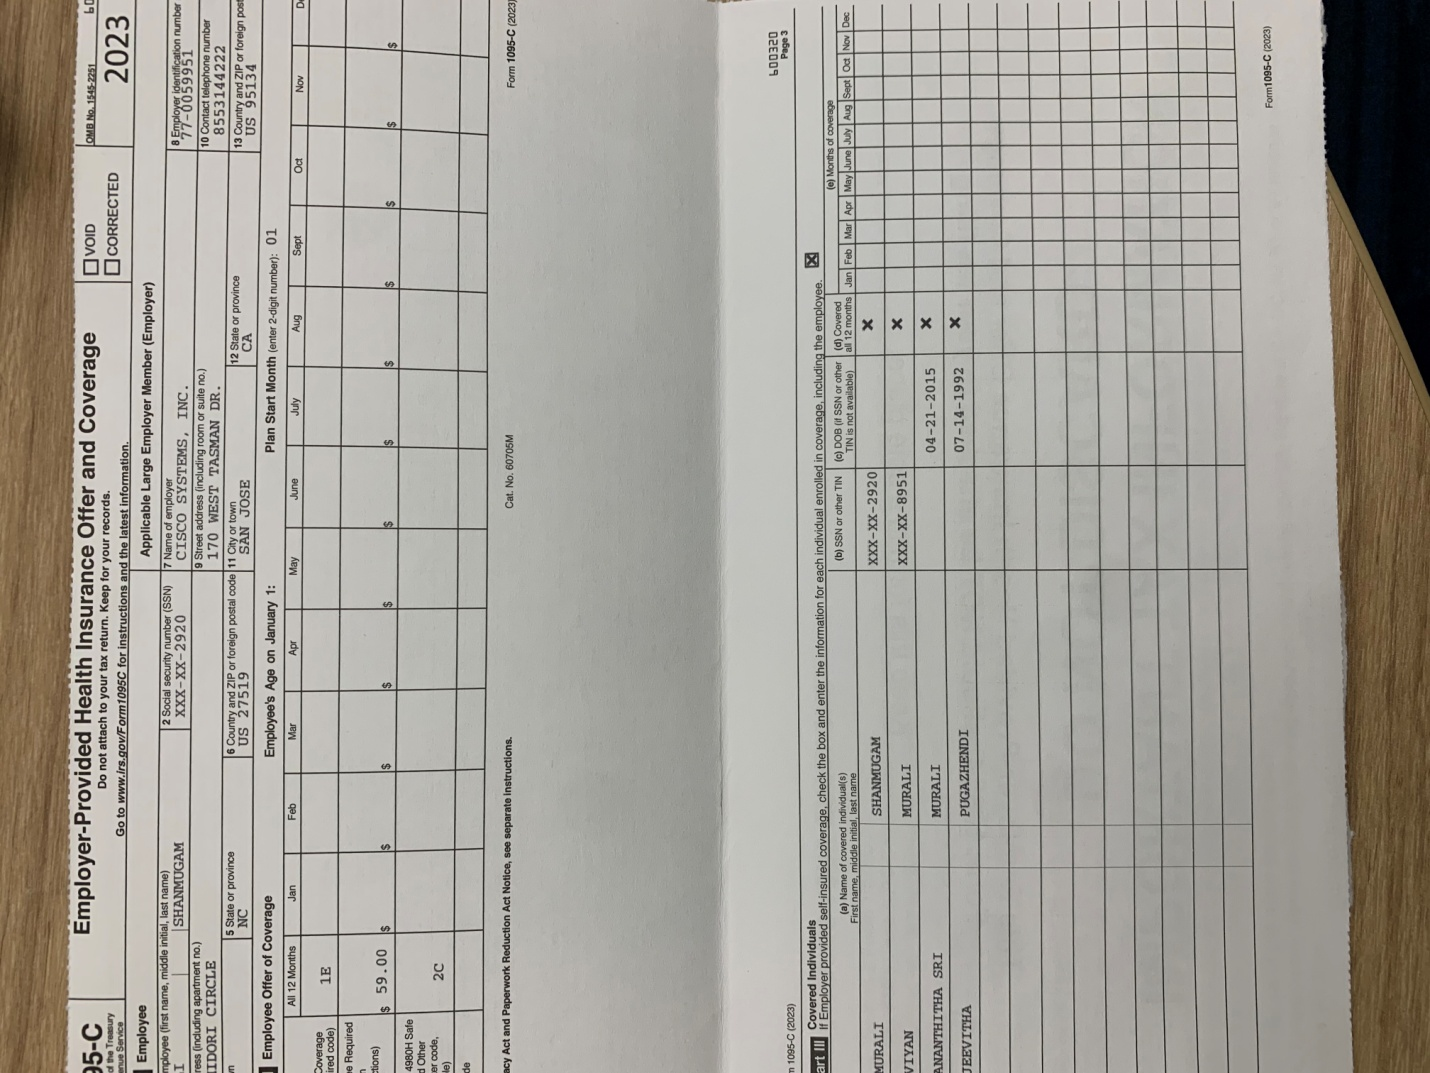 95-C
of the Treasury
enue Service
Employer-Provided Health Insurance Offer and Coverage
Do not attach to your tax return. Keep for your records.
Go to www.irs.gov/Form1095C for instructions and the latest information.
VOID
CORRECTED
OMB No. 1545-2251
2023
Employee
Applicable Large Employer Member (Employer)
mployee (first name, middle initial, last name)
SHANMUGAM
2 Social security number (SSN)
XXX-XX-2920
7 Name of employer
CISCO SYSTEMS, INC.
8 Employer identification number
77-0059951
ress (including apartment no.)
IDORI CIRCLE
9 Street address (including room or suite no.)
170 WEST TASMAN DR.
10 Contact telephone number
8553144222
5 State or province
NC
6 Country and ZIP or foreign postal code
US 27519
11 City or town
SAN JOSE
12 State or province
CA
13 Country and ZIP or foreign post
US 95134
Employee Offer of Coverage
Employee's Age on January 1:
Plan Start Month (enter 2-digit number): 01
All 12 Months Jan Feb Mar Apr May June July Aug Sept Oct Nov De
Coverage
ired code)
1E
e Required
tions)
$ 59.00 $ $ $ $ $ $ $ $ $ $ $ $
4980H Safe
d Other
er code,
le)
2C
de
acy Act and Paperwork Reduction Act Notice, see separate instructions.
Cat. No. 60705M
Form 1095-C (2023)
600320
n 1095-C (2023)
Page 3
art III Covered Individuals
If Employer provided self-insured coverage, check the box and enter the information for each individual enrolled in coverage, including the employee.
(a) Name of covered individual(s)
First name, middle initial, last name
(b) SSN or other TIN
(c) DOB (if SSN or other
TIN is not available)
(d) Covered
all 12 months
(e) Months of coverage
Jan Feb Mar Apr May June July Aug Sept Oct Nov Dec
MURALI SHANMUGAM XXX-XX-2920 X
VIYAN MURALI XXX-XX-8951 X
ANANTHITHA SRI MURALI 04-21-2015 X
JEEVITHA PUGAZHENDI 07-14-1992 X
Form1095-C (2023)